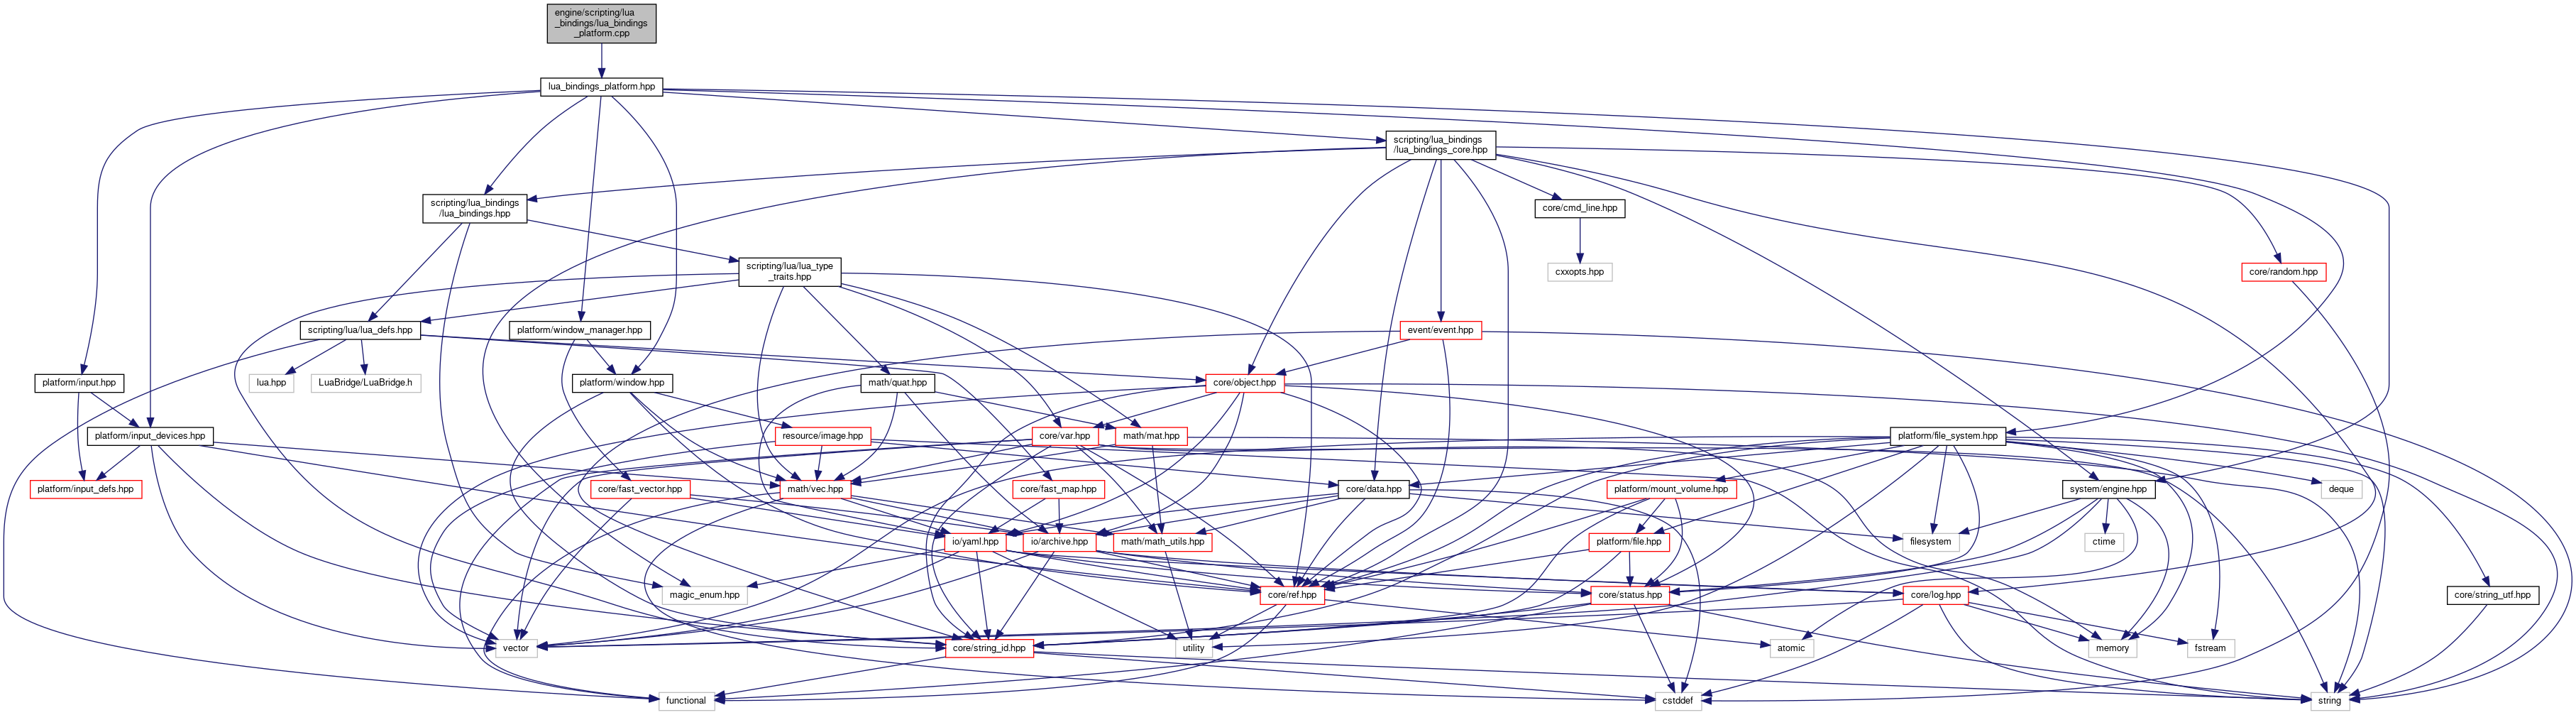 engine/scripting/lua
_bindings/lua_bindings
_platform.cpp
lua_bindings_platform.hpp
scripting/lua_bindings
/lua_bindings_core.hpp
scripting/lua_bindings
/lua_bindings.hpp
core/cmd_line.hpp
scripting/lua/lua_type
_traits.hpp
cxxopts.hpp
core/random.hpp
scripting/lua/lua_defs.hpp
platform/window_manager.hpp
event/event.hpp
platform/input.hpp
lua.hpp
LuaBridge/LuaBridge.h
platform/window.hpp
math/quat.hpp
core/object.hpp
platform/input_devices.hpp
resource/image.hpp
core/var.hpp
math/mat.hpp
platform/file_system.hpp
platform/input_defs.hpp
core/fast_vector.hpp
math/vec.hpp
core/fast_map.hpp
core/data.hpp
platform/mount_volume.hpp
system/engine.hpp
deque
io/yaml.hpp
io/archive.hpp
math/math_utils.hpp
platform/file.hpp
filesystem
ctime
magic_enum.hpp
core/ref.hpp
core/status.hpp
core/log.hpp
core/string_utf.hpp
vector
core/string_id.hpp
utility
atomic
memory
fstream
functional
cstddef
string